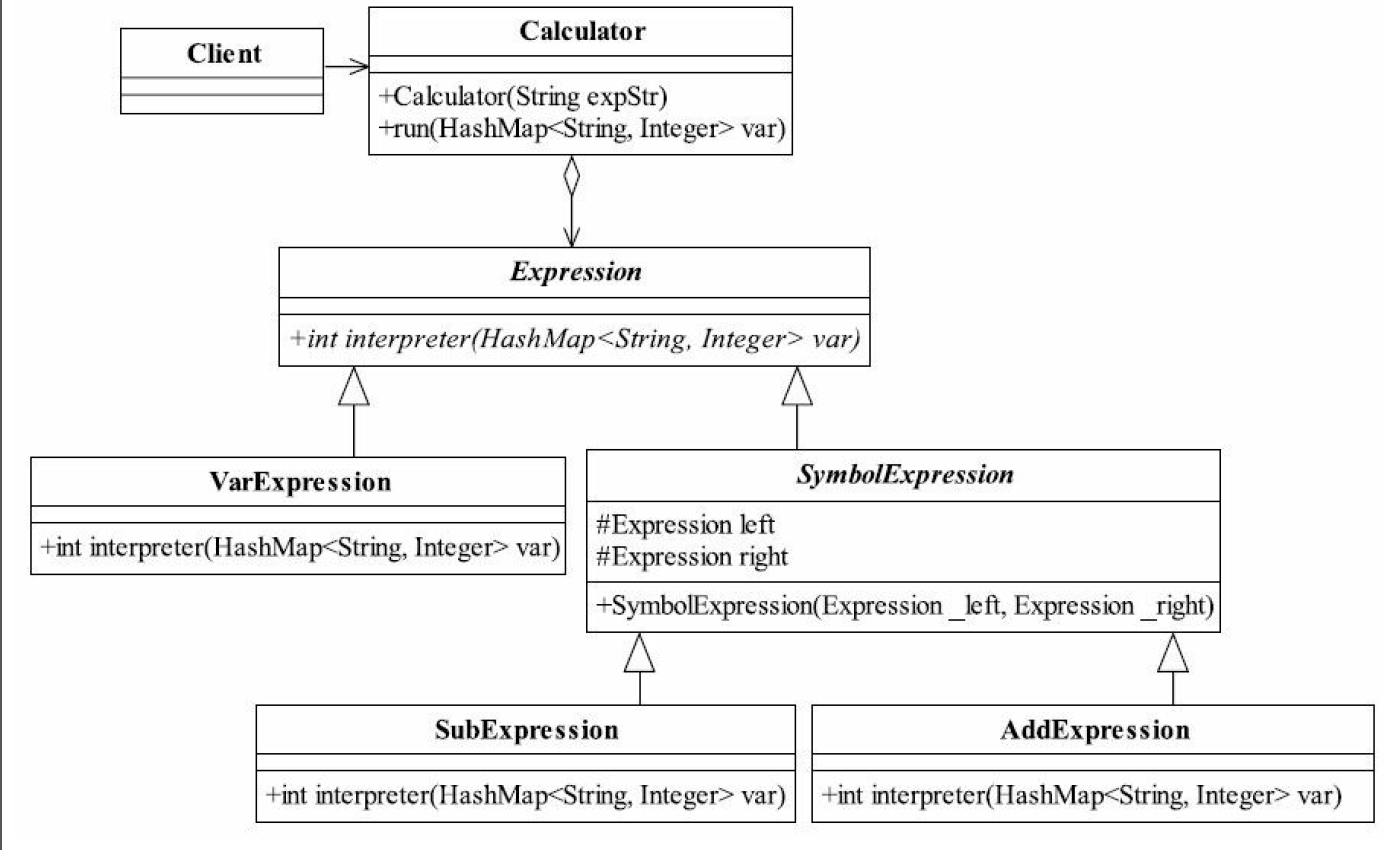 Client
Calculator
+Calculator(String expStr)
+run(HashMap<String, Integer> var)
Expression
+int interpreter(HashMap<String, Integer> var)
VarExpression
+int interpreter(HashMap<String, Integer> var)
SymbolExpression
#Expression left
#Expression right
+SymbolExpression(Expression _left, Expression _right)
SubExpression
+int interpreter(HashMap<String, Integer> var)
AddExpression
+int interpreter(HashMap<String, Integer> var)